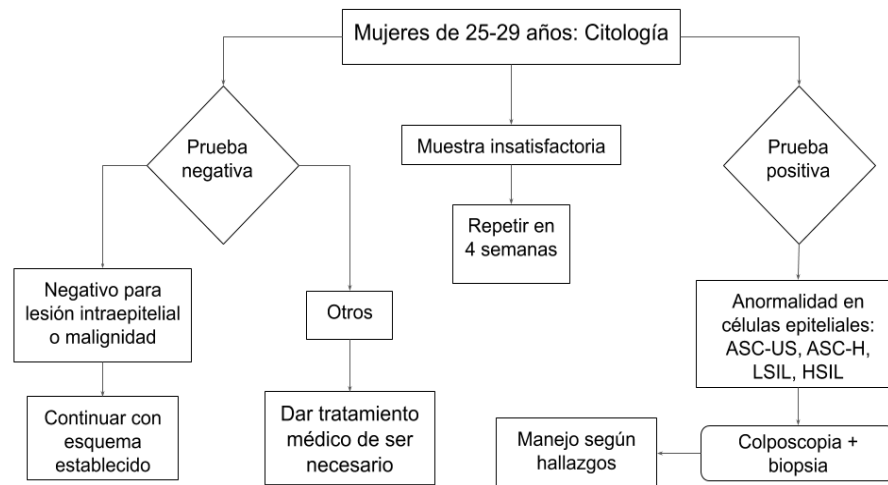 Mujeres de 25-29 años: Citología
Prueba
negativa
Muestra insatisfactoria
Prueba
positiva
Repetir en
4 semanas
Negativo para
lesión intraepitelial
o malignidad
Otros
Anormalidad en
células epiteliales:
ASC-US, ASC-H,
LSIL, HSIL
Continuar con
esquema
establecido
Dar tratamiento
médico de ser
necesario
Manejo según
hallazgos
Colposcopia +
biopsia